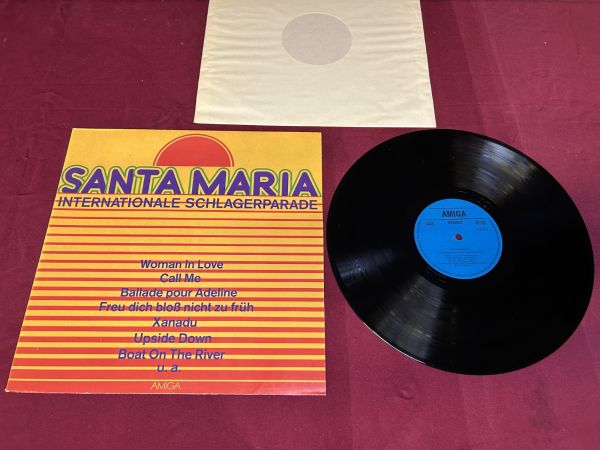 SANTA MARIA
INTERNATIONALE SCHLAGERPARADE
Woman In Love
Call Me
Ballade pour Adeline
Freu dich bloß nicht zu früh
Xanadu
Upside Down
Boat On The River
u. a.
AMIGA
AMIGA
STEREO